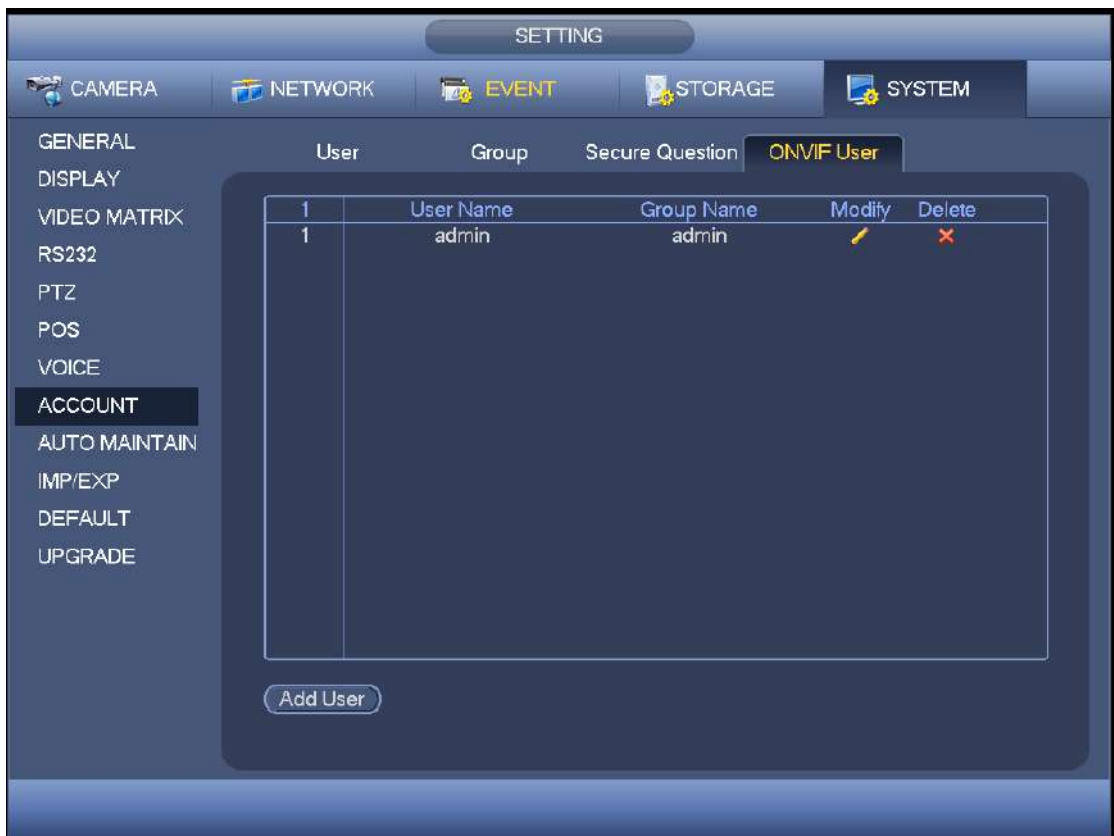 SETTING
CAMERA NETWORK EVENT STORAGE SYSTEM
GENERAL
DISPLAY
VIDEO MATRIX
RS232
PTZ
POS
VOICE
ACCOUNT
AUTO MAINTAIN
IMP/EXP
DEFAULT
UPGRADE
User Group Secure Question ONVIF User
1 User Name Group Name Modify Delete
1 admin admin
Add User